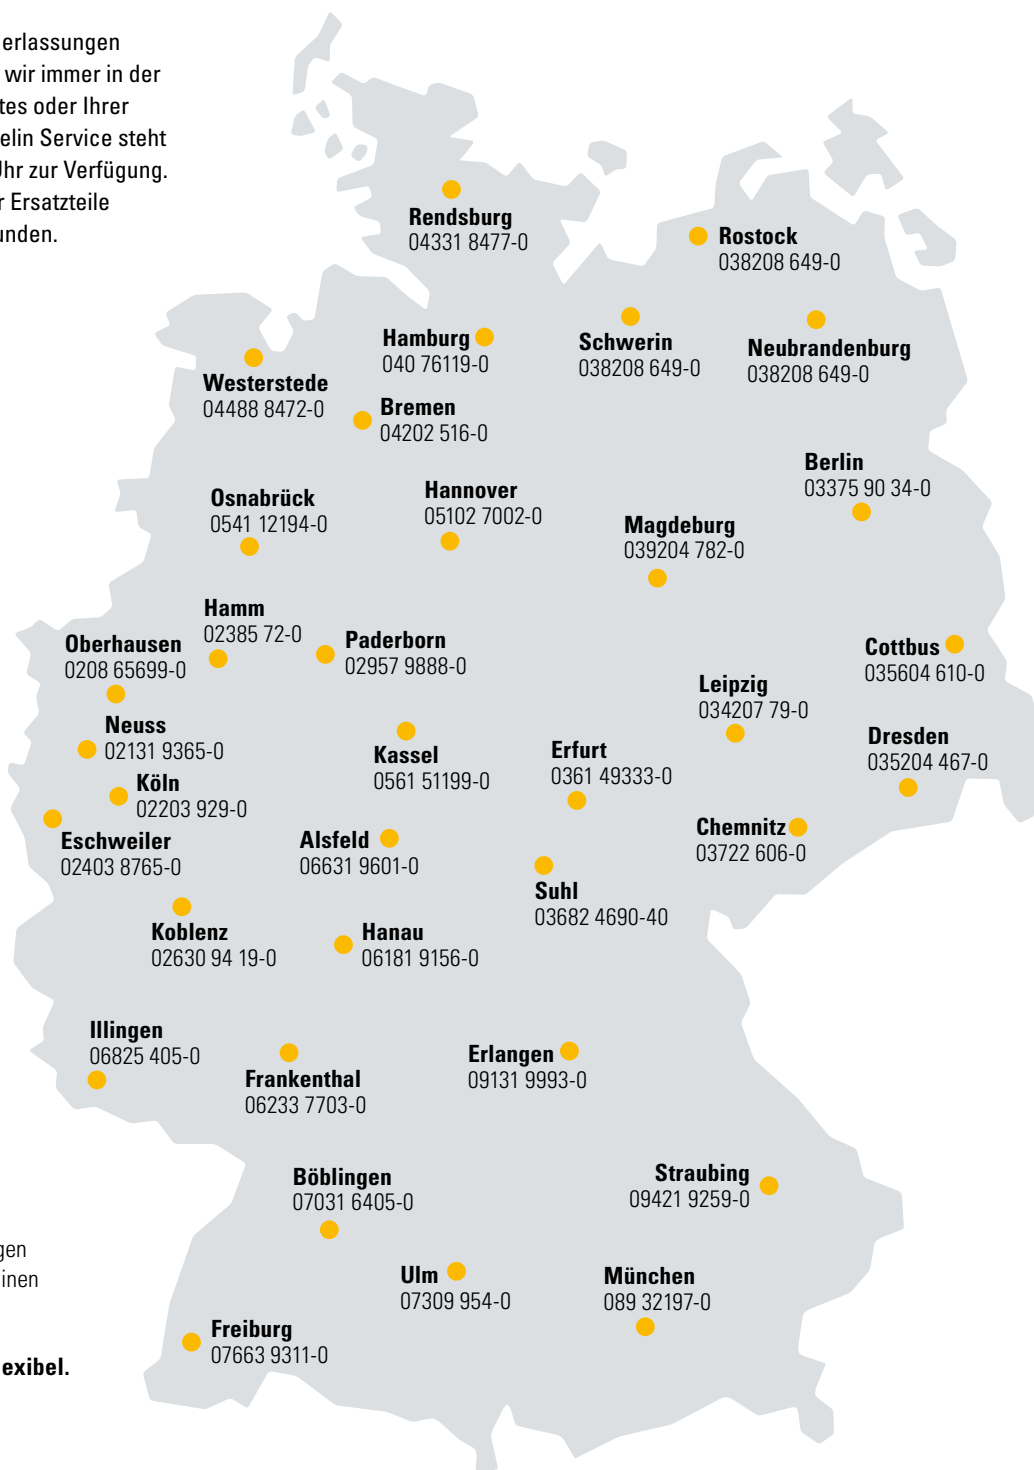 erlassungen
wir immer in der
tes oder Ihrer
elin Service steht
Uhr zur Verfügung.
r Ersatzteile
unden.
Rendsburg
04331 8477-0
Rostock
038208 649-0
Hamburg
040 76119-0
Schwerin
038208 649-0
Neubrandenburg
038208 649-0
Westerstede
04488 8472-0
Bremen
04202 516-0
Berlin
03375 90 34-0
Osnabrück
0541 12194-0
Hannover
05102 7002-0
Magdeburg
039204 782-0
Hamm
02385 72-0
Oberhausen
0208 65699-0
Paderborn
02957 9888-0
Cottbus
035604 610-0
Leipzig
034207 79-0
Neuss
02131 9365-0
Kassel
0561 51199-0
Erfurt
0361 49333-0
Dresden
035204 467-0
Köln
02203 929-0
Eschweiler
02403 8765-0
Alsfeld
06631 9601-0
Chemnitz
03722 606-0
Suhl
03682 4690-40
Koblenz
02630 94 19-0
Hanau
06181 9156-0
Illingen
06825 405-0
Frankenthal
06233 7703-0
Erlangen
09131 9993-0
Böblingen
07031 6405-0
Straubing
09421 9259-0
gen
inen
Ulm
07309 954-0
München
089 32197-0
Freiburg
07663 9311-0
exibel.